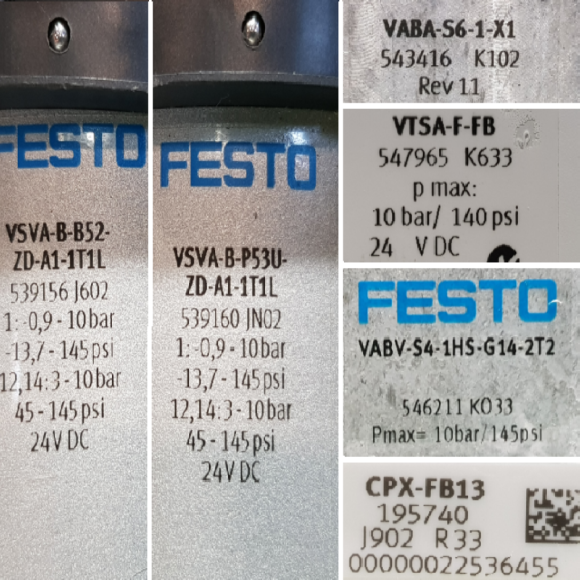 FESTO
VSVA-B-B52-
ZD-A1-1T1L
539156 J602
1: -0,9 - 10bar
-13,7 - 145psi
12,14: 3 - 10bar
45 - 145psi
24V DC
FESTO
VSVA-B-P53U-
ZD-A1-1T1L
539160 JN02
1: -0,9 - 10bar
-13,7 - 145psi
12,14: 3 - 10bar
45 - 145psi
24V DC
VABA-S6-1-X1
543416 K102
Rev 11
VTSA-F-FB
547965 K633
p max:
10 bar/ 140 psi
24 V DC
FESTO
VABV-S4-1HS-G14-2T2
546211 K033
Pmax= 10bar/145psi
CPX-FB13
195740
J902 R33
00000022536455